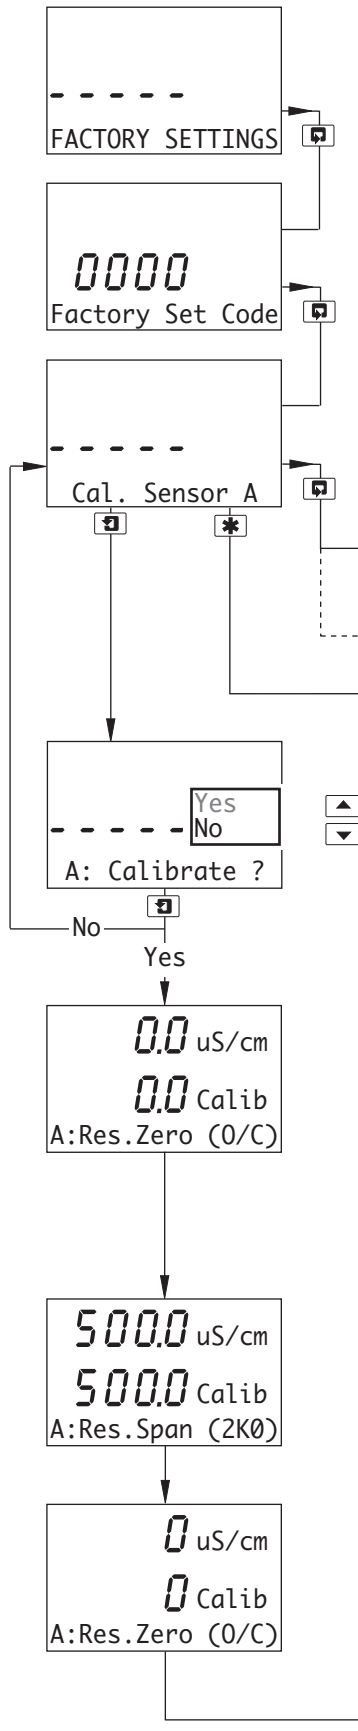 - - - - -
FACTORY SETTINGS
0000
Factory Set Code
- - - - -
Cal. Sensor A
Yes
- - - - - No
A: Calibrate ?
No
Yes
0.0 uS/cm
0.0 Calib
A:Res.Zero (O/C)
500.0 uS/cm
500.0 Calib
A:Res.Span (2K0)
0 uS/cm
0 Calib
A:Res.Zero (O/C)